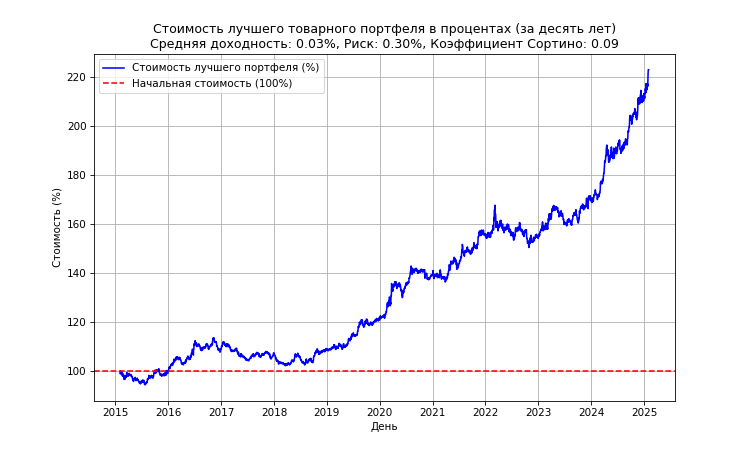 Стоимость лучшего товарного портфеля в процентах (за десять лет)
Средняя доходность: 0.03%, Риск: 0.30%, Коэффициент Сортино: 0.09
Стоимость лучшего портфеля (%)
Начальная стоимость (100%)
Стоимость (%)
220
200
180
160
140
120
100
2015 2016 2017 2018 2019 2020 2021 2022 2023 2024 2025
День